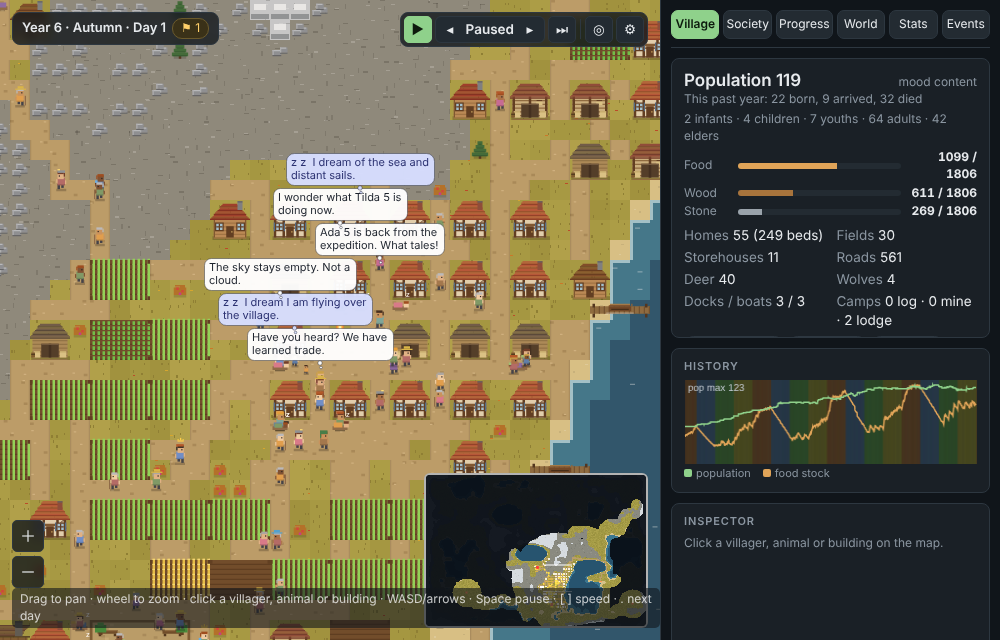 Year 6 · Autumn · Day 1
1
Paused
Village
Society
Progress
World
Stats
Events
Population 119
mood content
This past year: 22 born, 9 arrived, 32 died
2 infants · 4 children · 7 youths · 64 adults · 42
elders
Food
1099 /
1806
Wood
611 / 1806
Stone
269 / 1806
Homes 55 (249 beds)
Fields 30
Storehouses 11
Roads 561
Deer 40
Wolves 4
Docks / boats 3 / 3
Camps 0 log · 0 mine
· 2 lodge
HISTORY
pop max 123
population
food stock
INSPECTOR
Click a villager, animal or building on the map.
z z I dream of the sea and
distant sails.
I wonder what Tilda 5 is
doing now.
Ada 5 is back from the
expedition. What tales!
The sky stays empty. Not a
cloud.
z z I dream I am flying over
the village.
Have you heard? We have
learned trade.
+
−
Drag to pan · wheel to zoom · click a villager, animal or building · WASD/arrows · Space pause · [ ] speed · . next
day